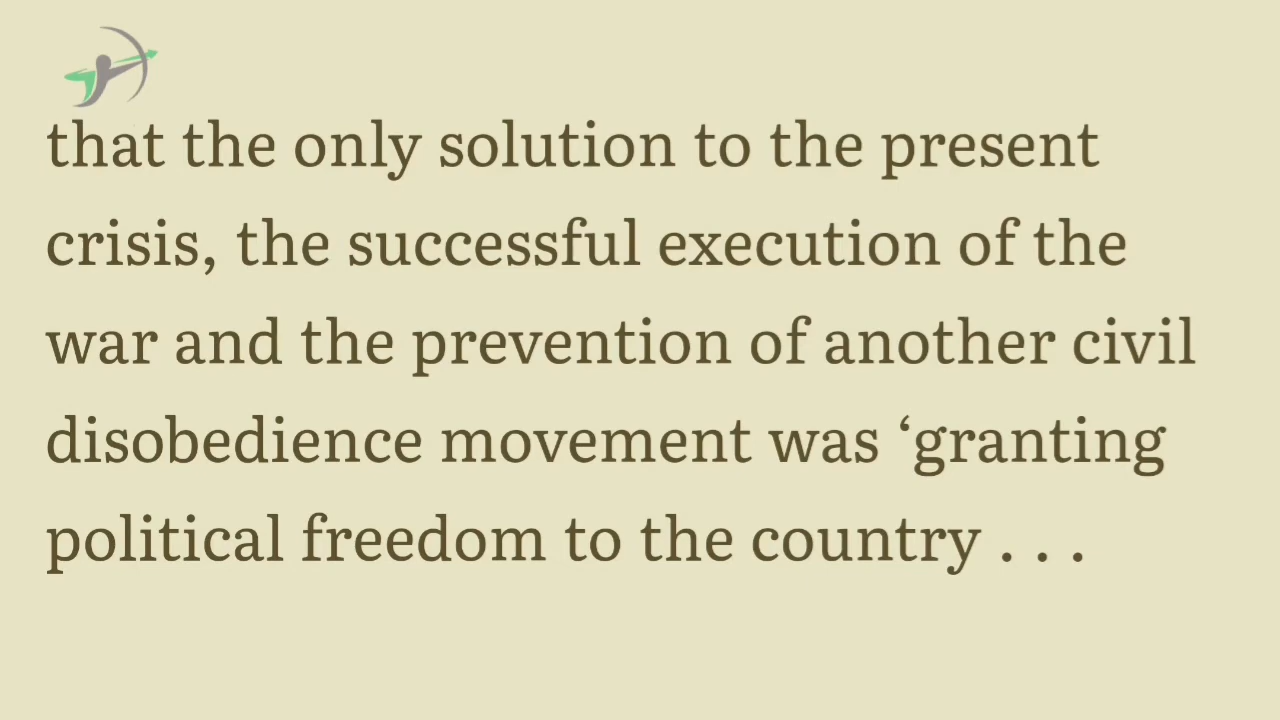 that the only solution to the present
crisis, the successful execution of the
war and the prevention of another civil
disobedience movement was ‘granting
political freedom to the country . . .